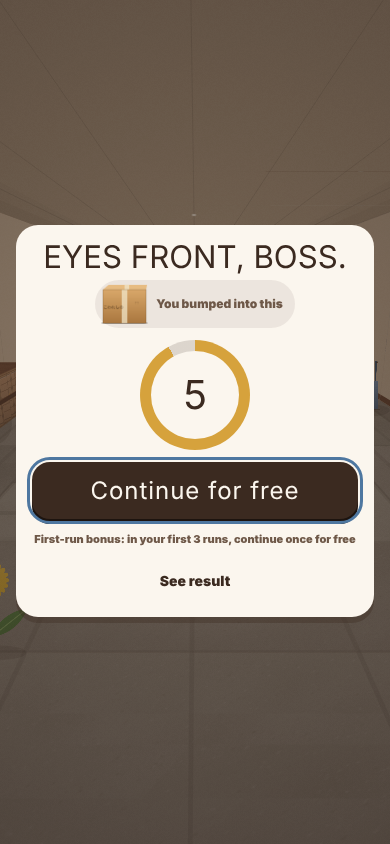 EYES FRONT, BOSS.
You bumped into this
5
Continue for free
First-run bonus: in your first 3 runs, continue once for free
See result